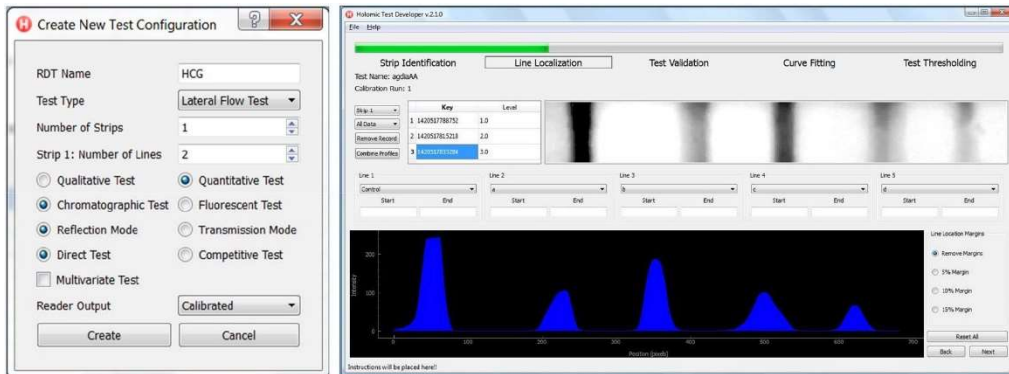 Create New Test Configuration
RDT Name HCG
Test Type Lateral Flow Test
Number of Strips 1
Strip 1: Number of Lines 2
Qualitative Test Quantitative Test
Chromatographic Test Fluorescent Test
Reflection Mode Transmission Mode
Direct Test Competitive Test
Multivariate Test
Reader Output Calibrated
Create Cancel
Holomic Test Developer v.2.1.0
File Help
Strip Identification Line Localization Test Validation Curve Fitting Test Thresholding
Test Name: agdaAA
Calibration Run: 1
Strip 1 Key Level
All Data 1 1420517788752 1.0
Remove Record 2 1420517815218 2.0
Combine Profiles 3 3.0
Line 1 Line 2 Line 3 Line 4 Line 5
Control a b c d
Start End Start End Start End Start End Start End
Line Location Margins
Remove Margins
5% Margin
10% Margin
15% Margin
Intensity
200
100
0
0 100 200 300 400 500 600 700
Position (pixels)
Reset All
Back Next
Instructions will be placed here!!